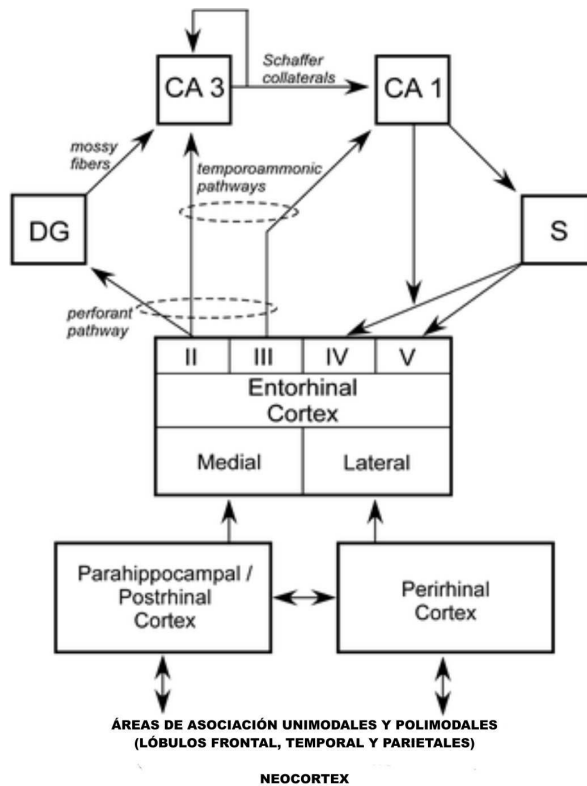 CA 3
Schaffer
collaterals
CA 1
mossy
fibers
temporoammonic
pathways
DG
S
perforant
pathway
II
III
IV
V
Entorhinal
Cortex
Medial
Lateral
Parahippocampal /
Postrhinal
Cortex
Perirhinal
Cortex
ÁREAS DE ASOCIACIÓN UNIMODALES Y POLIMODALES
(LÓBULOS FRONTAL, TEMPORAL Y PARIETALES)
NEOCORTEX